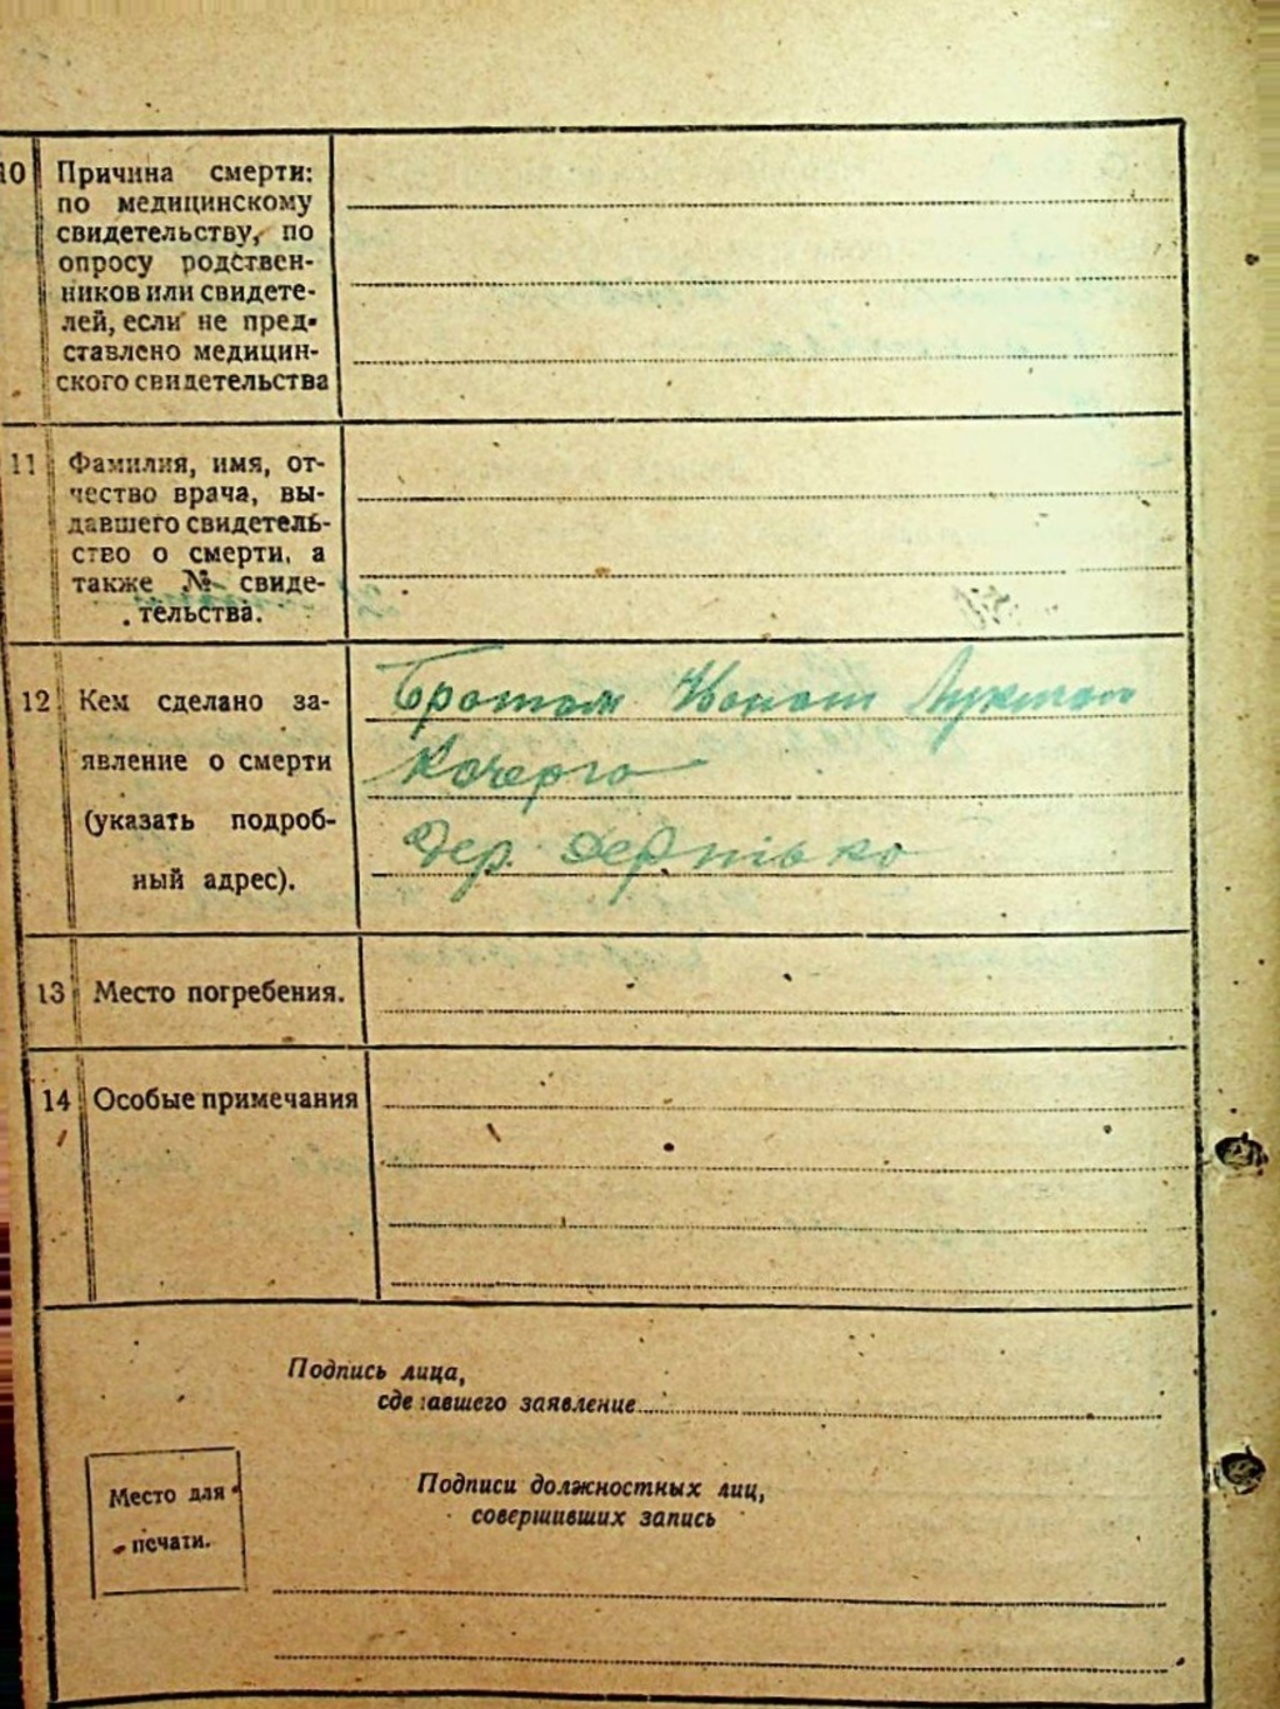 10 Причина смерти:
по медицинскому
свидетельству, по
опросу родствен-
ников или свидете-
лей, если не пред-
ставлено медицин-
ского свидетельства
11 Фамилия, имя, от-
чество врача, вы-
давшего свидетель-
ство о смерти, а
также № свиде-
тельства.
12 Кем сделано за-
явление о смерти
(указать подроб-
ный адрес).
Братом
Кочерго
дер.
13 Место погребения.
14 Особые примечания
Подпись лица,
сделавшего заявление
Место для
печати.
Подписи должностных лиц,
совершивших запись